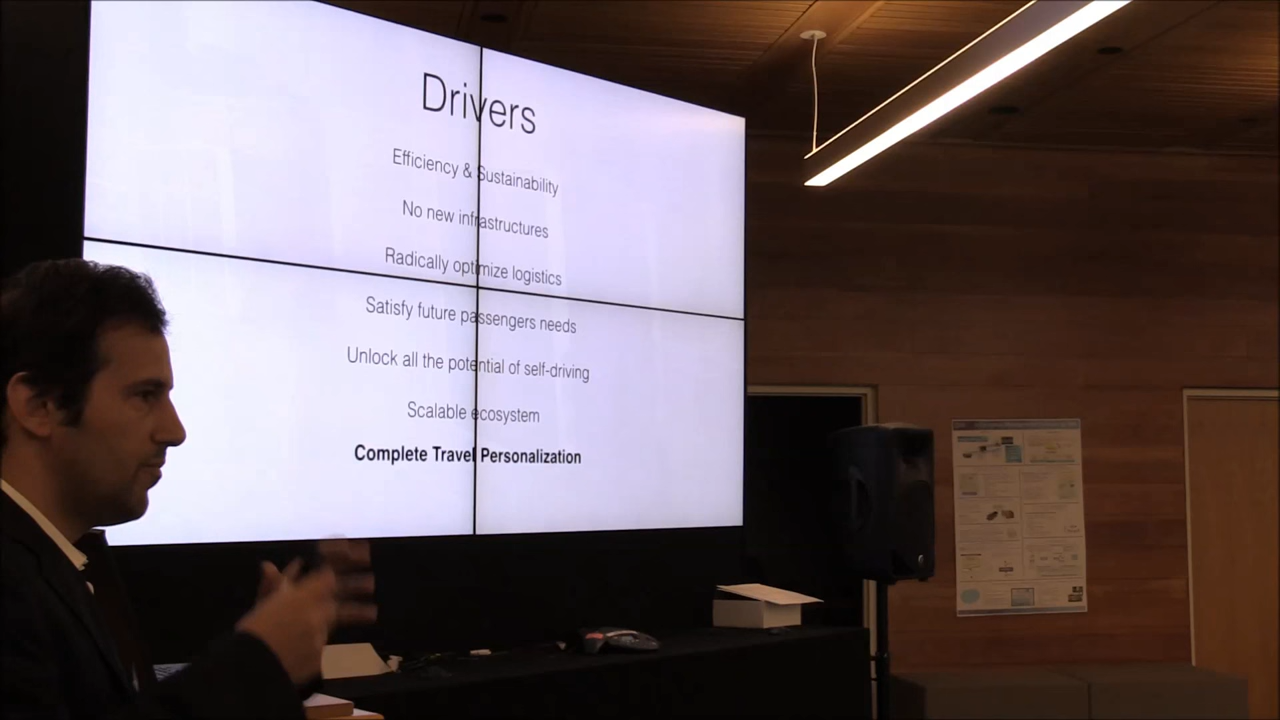 Drivers
Efficiency & Sustainability
No new infrastructures
Radically optimize logistics
Satisfy future passengers needs
Unlock all the potential of self-driving
Scalable ecosystem
Complete Travel Personalization